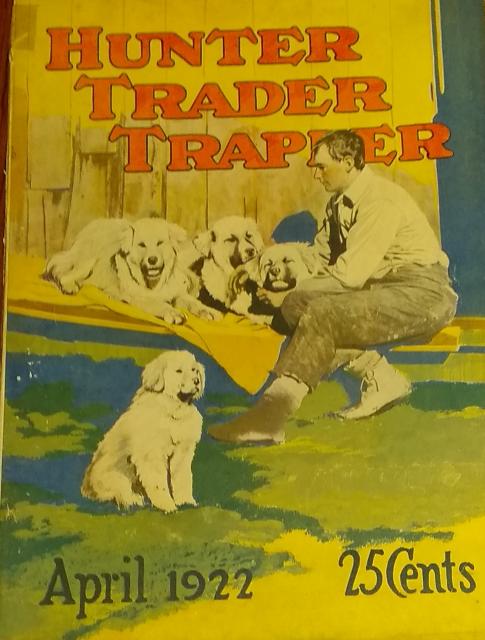 HUNTER
TRADER
TRAPPER
April 1922
25 Cents